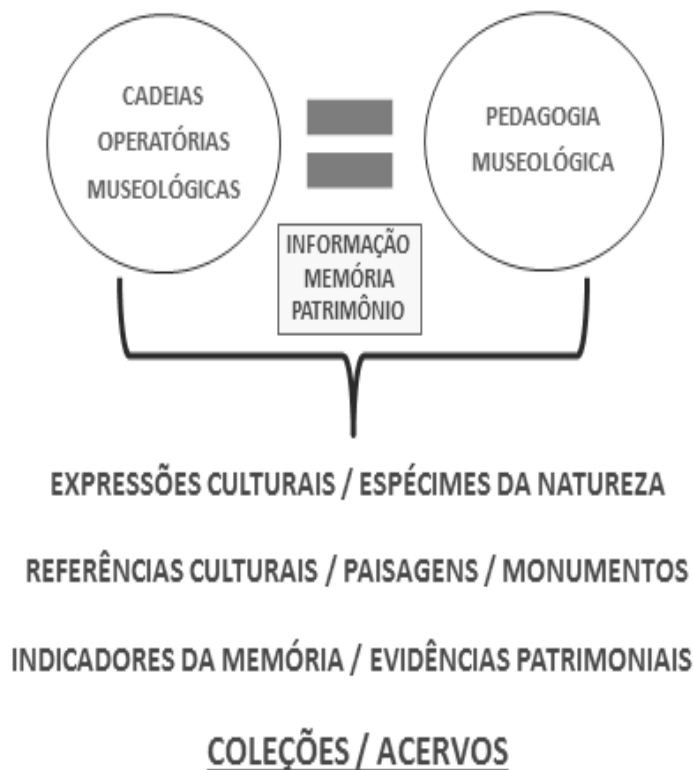 CADEIAS
OPERATÓRIAS
MUSEOLÓGICAS
PEDAGOGIA
MUSEOLÓGICA
INFORMAÇÃO
MEMÓRIA
PATRIMÔNIO
EXPRESSÕES CULTURAIS / ESPÉCIMES DA NATUREZA
REFERÊNCIAS CULTURAIS / PAISAGENS / MONUMENTOS
INDICADORES DA MEMÓRIA / EVIDÊNCIAS PATRIMONIAIS
COLEÇÕES / ACERVOS